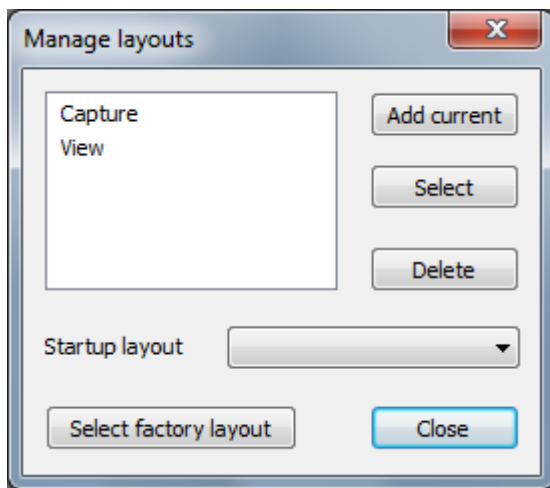 Manage layouts
Capture
View
Add current
Select
Delete
Startup layout
Select factory layout
Close